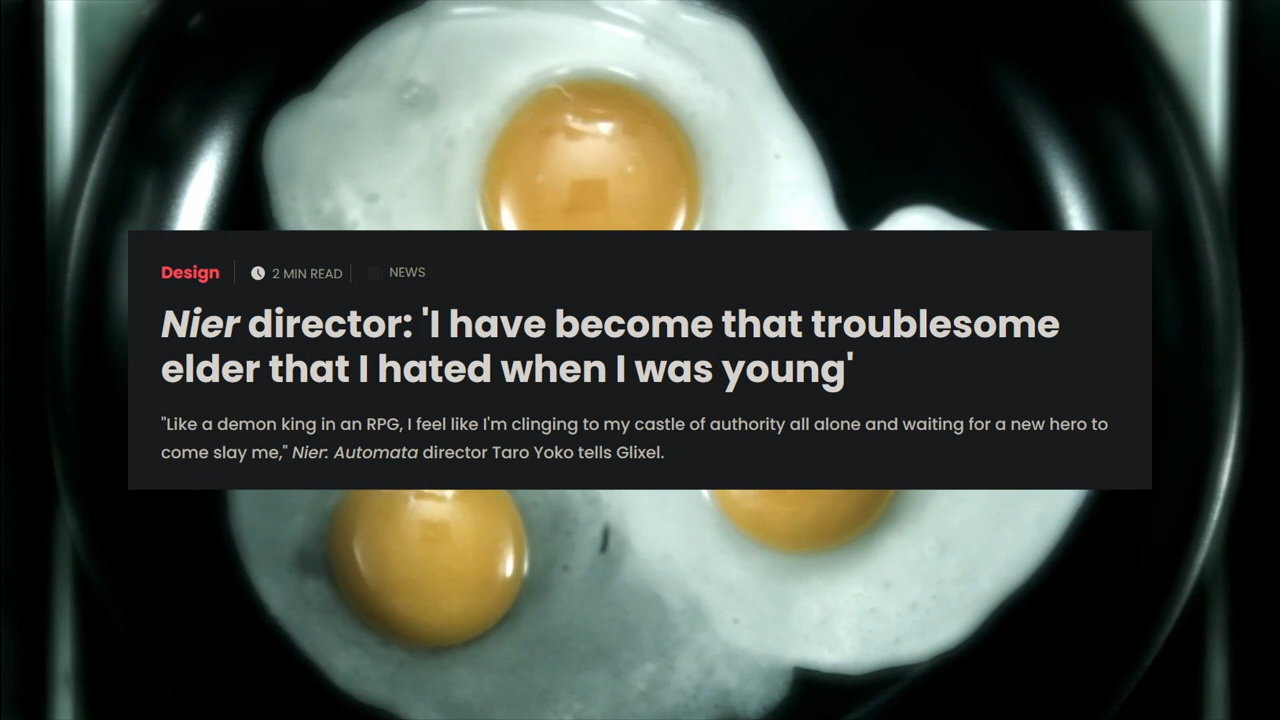 Design | 2 MIN READ | NEWS
Nier director: 'I have become that troublesome
elder that I hated when I was young'
"Like a demon king in an RPG, I feel like I'm clinging to my castle of authority all alone and waiting for a new hero to
come slay me," Nier: Automata director Taro Yoko tells Glixel.